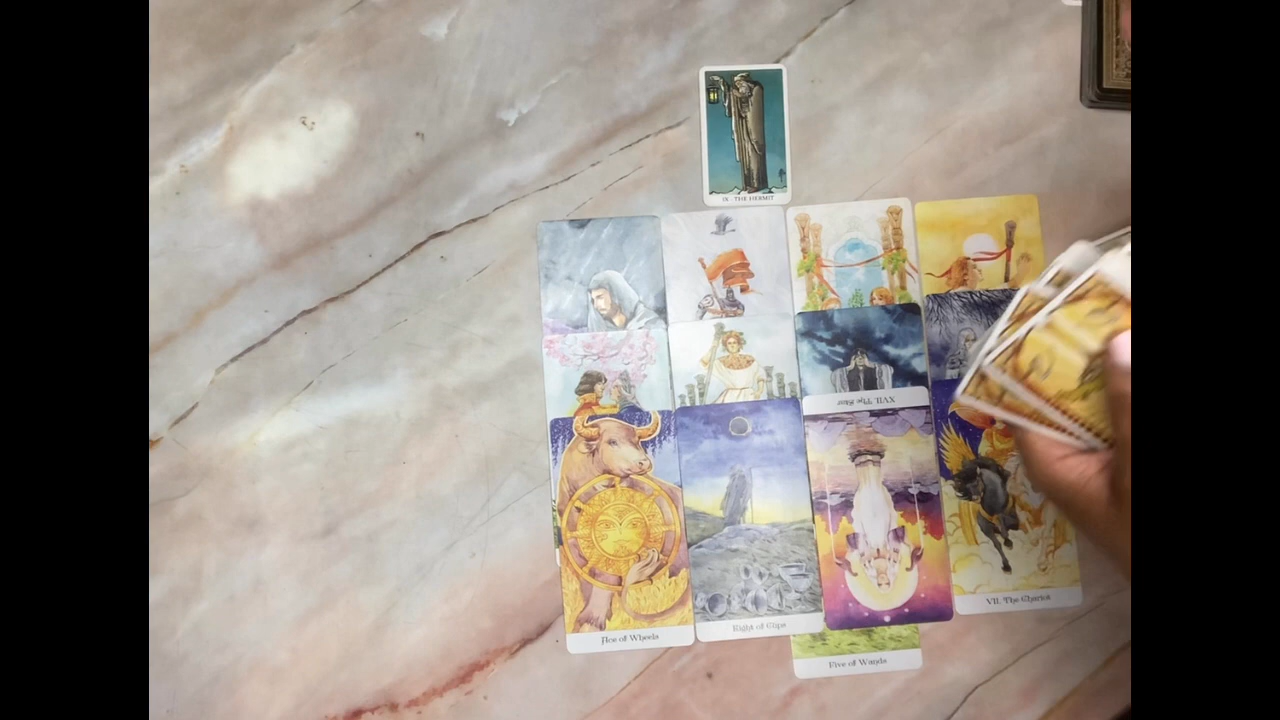 IX · THE HERMIT
XVII. The Star
VII. The Chariot
Ace of Wheels
Eight of Cups
Five of Wands